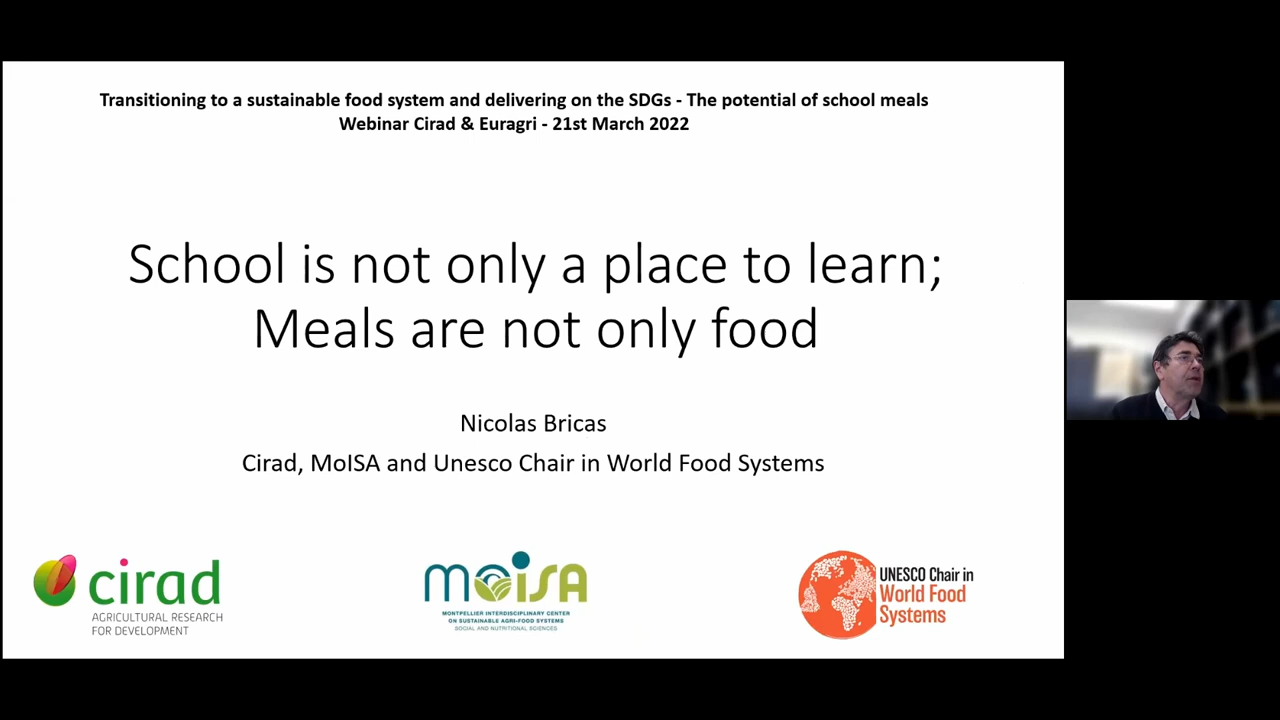 Transitioning to a sustainable food system and delivering on the SDGs - The potential of school meals
Webinar Cirad & Euragri - 21st March 2022
School is not only a place to learn;
Meals are not only food
Nicolas Bricas
Cirad, MoISA and Unesco Chair in World Food Systems
cirad
AGRICULTURAL RESEARCH
FOR DEVELOPMENT
MOISA
MONTPELLIER INTERDISCIPLINARY CENTER
ON SUSTAINABLE AGRI-FOOD SYSTEMS
SOCIAL AND NUTRITIONAL SCIENCES
UNESCO Chair in
World Food
Systems